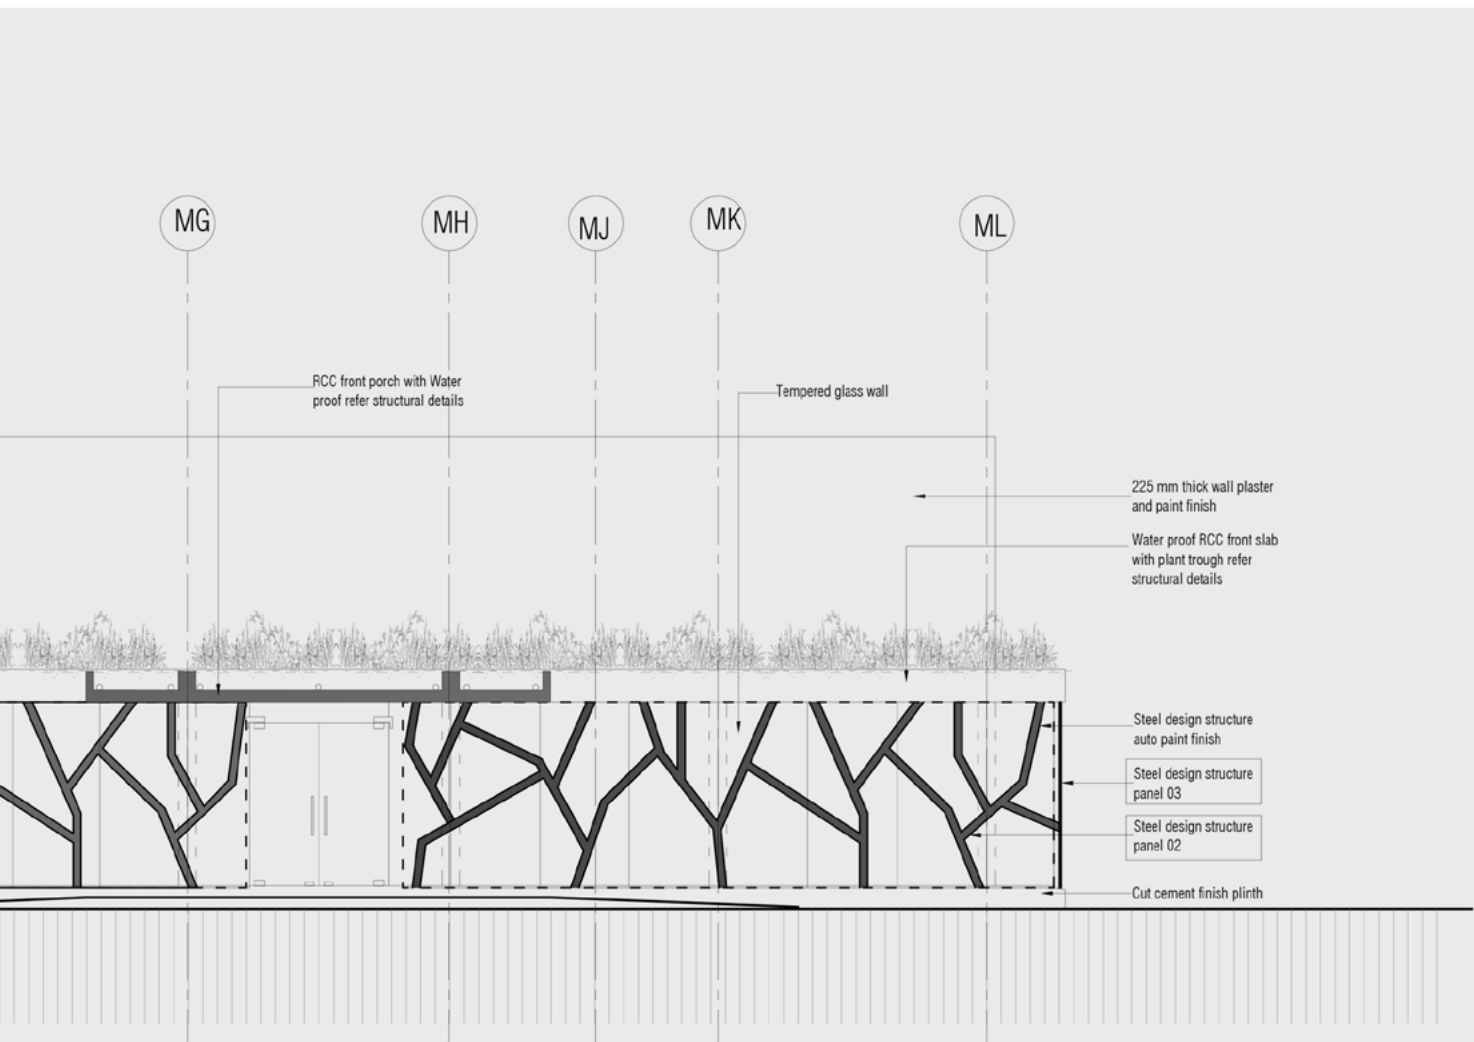 MG
MH
MJ
MK
ML
RCC front porch with Water
proof refer structural details
Tempered glass wall
225 mm thick wall plaster
and paint finish
Water proof RCC front slab
with plant trough refer
structural details
Steel design structure
auto paint finish
Steel design structure
panel 03
Steel design structure
panel 02
Cut cement finish plinth